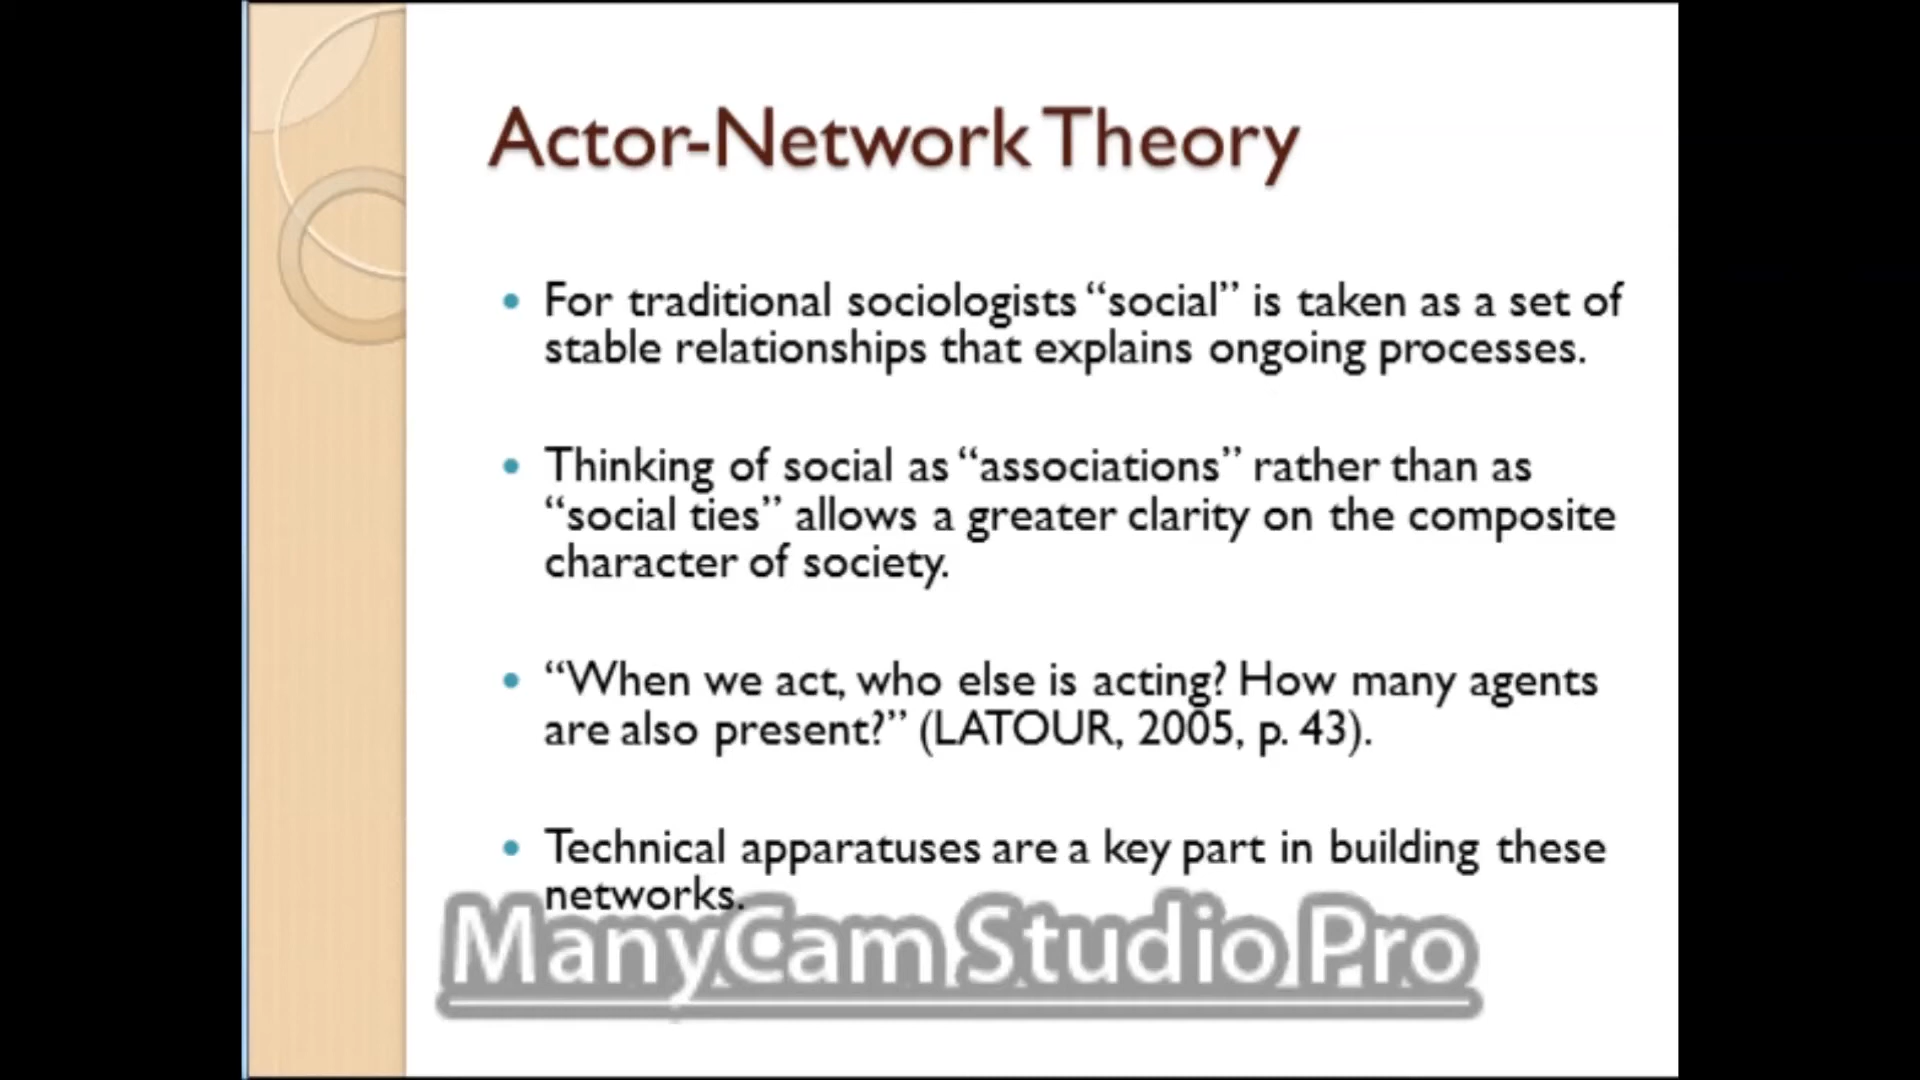 Actor-Network Theory
• For traditional sociologists “social” is taken as a set of
stable relationships that explains ongoing processes.
• Thinking of social as “associations” rather than as
“social ties” allows a greater clarity on the composite
character of society.
• “When we act, who else is acting? How many agents
are also present?” (LATOUR, 2005, p. 43).
• Technical apparatuses are a key part in building these
networks.
ManyCam Studio Pro